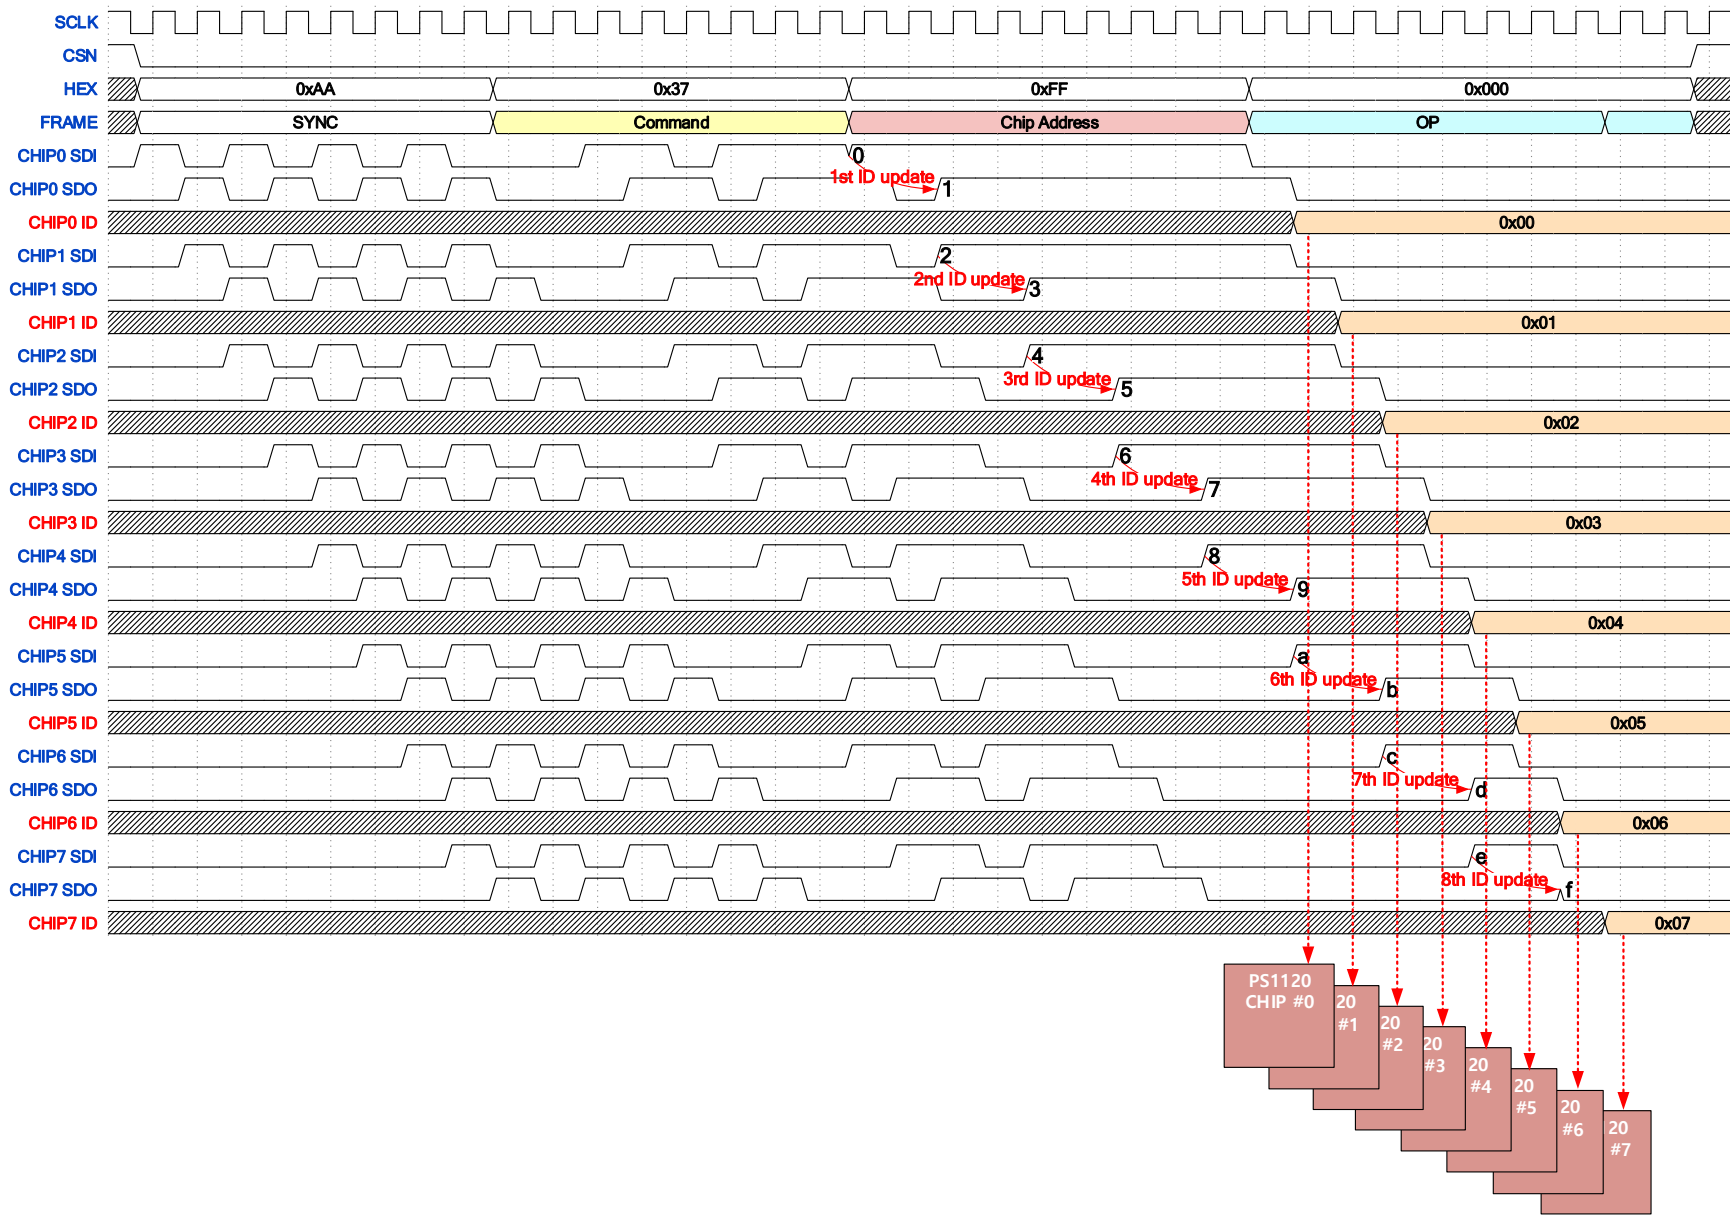 SCLK
CSN
HEX 0xAA 0x37 0xFF 0x000
FRAME SYNC Command Chip Address OP
CHIP0 SDI 0
1st ID update
CHIP0 SDO 1
CHIP0 ID 0x00
CHIP1 SDI 2
2nd ID update
CHIP1 SDO 3
CHIP1 ID 0x01
CHIP2 SDI 4
3rd ID update
CHIP2 SDO 5
CHIP2 ID 0x02
CHIP3 SDI 6
4th ID update
CHIP3 SDO 7
CHIP3 ID 0x03
CHIP4 SDI 8
5th ID update
CHIP4 SDO 9
CHIP4 ID 0x04
CHIP5 SDI a
6th ID update
CHIP5 SDO b
CHIP5 ID 0x05
CHIP6 SDI c
7th ID update
CHIP6 SDO d
CHIP6 ID 0x06
CHIP7 SDI e
8th ID update
CHIP7 SDO f
CHIP7 ID 0x07
PS1120
CHIP #0
20
#1
20
#2
20
#3
20
#4
20
#5
20
#6
20
#7